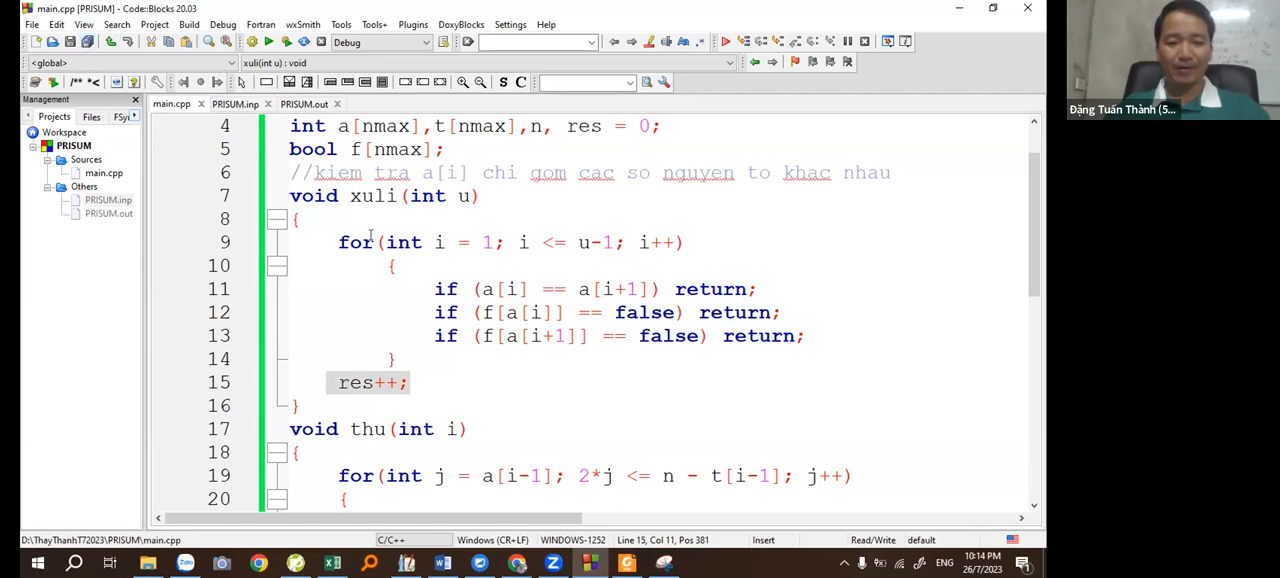 main.cpp [PRISUM] - Code::Blocks 20.03
File Edit View Search Project Build Debug Fortran wxSmith Tools Tools+ Plugins DoxyBlocks Settings Help
Debug
<global> xuli(int u) : void
S C
Management
main.cpp PRISUM.inp PRISUM.out
Projects Files FSy
Workspace
PRISUM
Sources
main.cpp
Others
PRISUM.inp
PRISUM.out
4 int a[nmax],t[nmax],n, res = 0;
5 bool f[nmax];
6 //kiem tra a[i] chi gom cac so nguyen to khac nhau
7 void xuli(int u)
8 {
9 for(int i = 1; i <= u-1; i++)
10 {
11 if (a[i] == a[i+1]) return;
12 if (f[a[i]] == false) return;
13 if (f[a[i+1]] == false) return;
14 }
15 res++;
16 }
17 void thu(int i)
18 {
19 for(int j = a[i-1]; 2*j <= n - t[i-1]; j++)
20 {
D:\ThayThanhT72023\PRISUM\main.cpp C/C++ Windows (CR+LF) WINDOWS-1252 Line 15, Col 11, Pos 381 Insert Read/Write default
Zalo
ENG
10:14 PM
26/7/2023
Đặng Tuấn Thành (5...